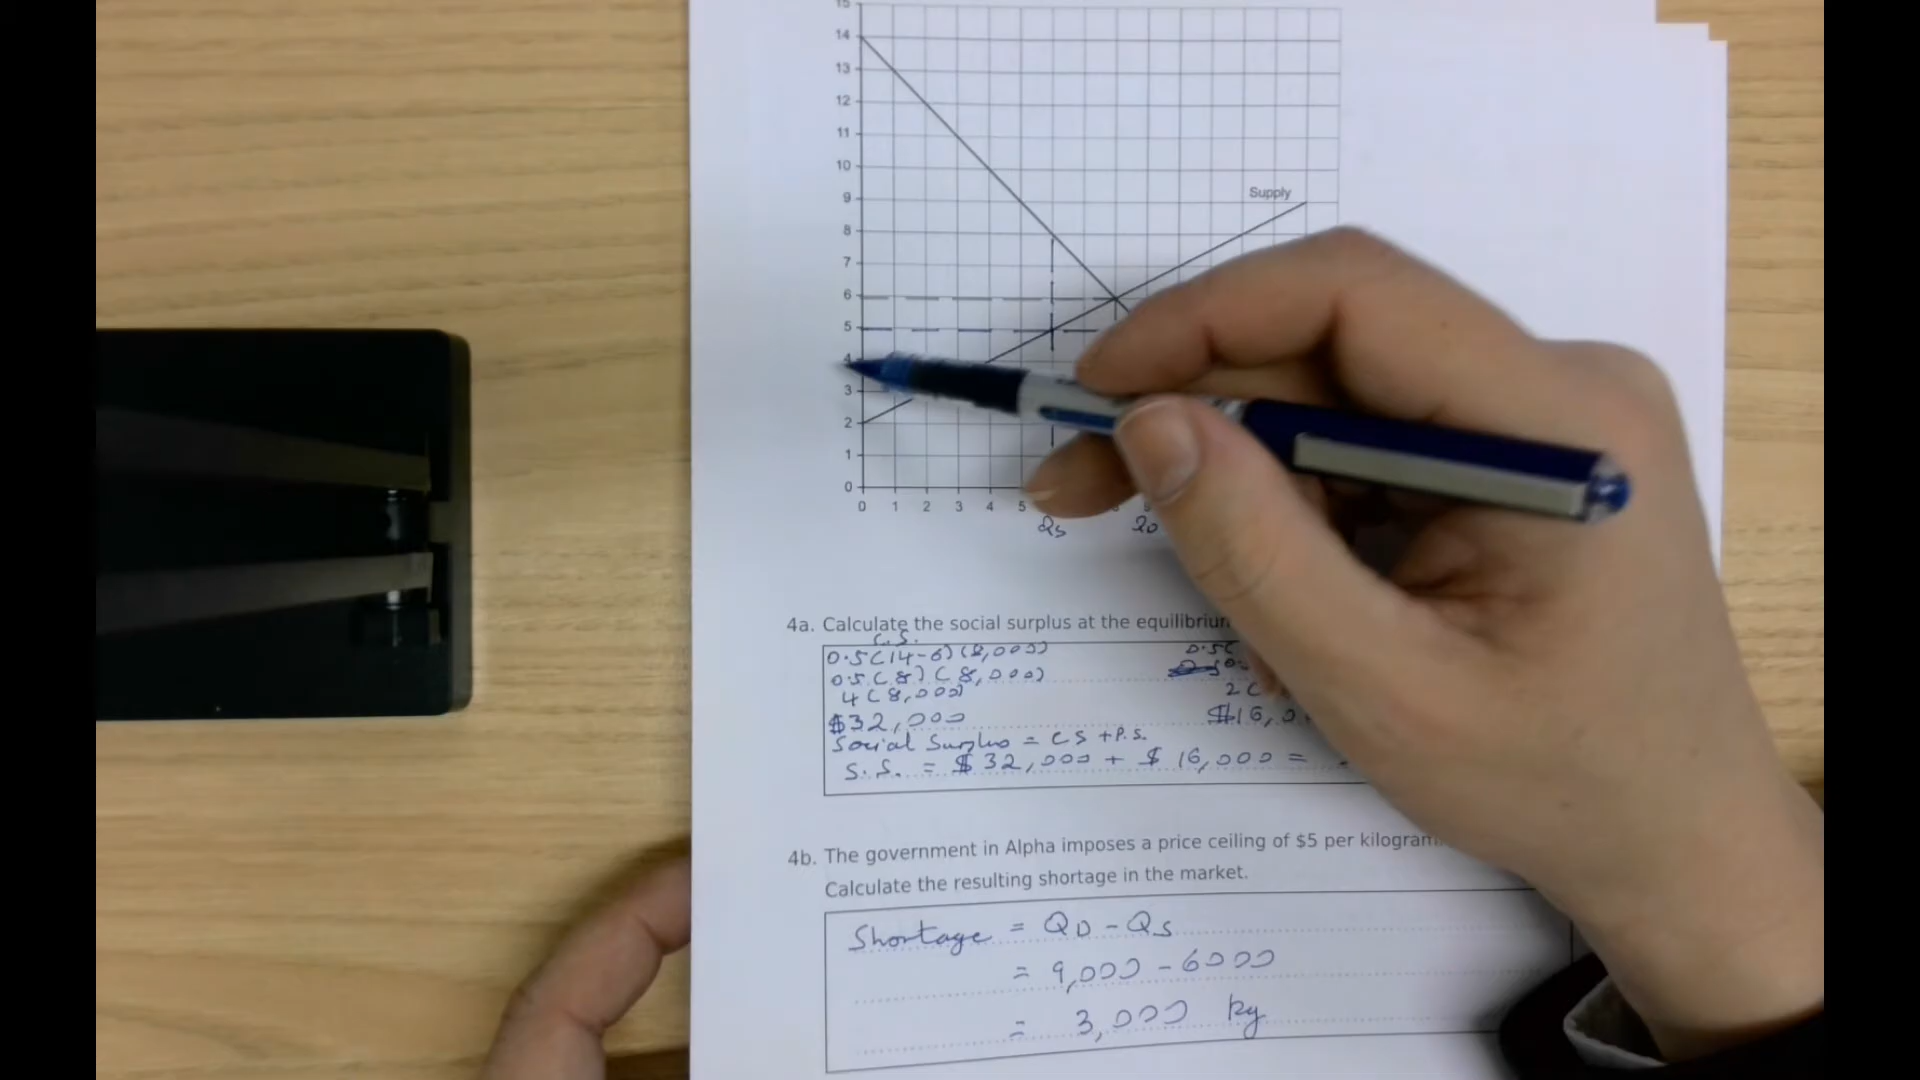 15
14
13
12
11
10
9
8
7
6
5
4
3
2
1
0
Supply
0 1 2 3 4 5
Qs QD
4a. Calculate the social surplus at the
C.S.
0.5(14-6)(8,000)
0.5(8)(8,000)
4(8,000)
$32,000
0.5(
2(
$16,0
Social Surplus = CS + P.S.
S.S. = $32,000 + $16,000 =
4b. The government in Alpha imposes a price ceiling of $5 per
Calculate the resulting shortage in the market.
Shortage = QD - QS
= 9,000 - 6000
= 3,000 kg